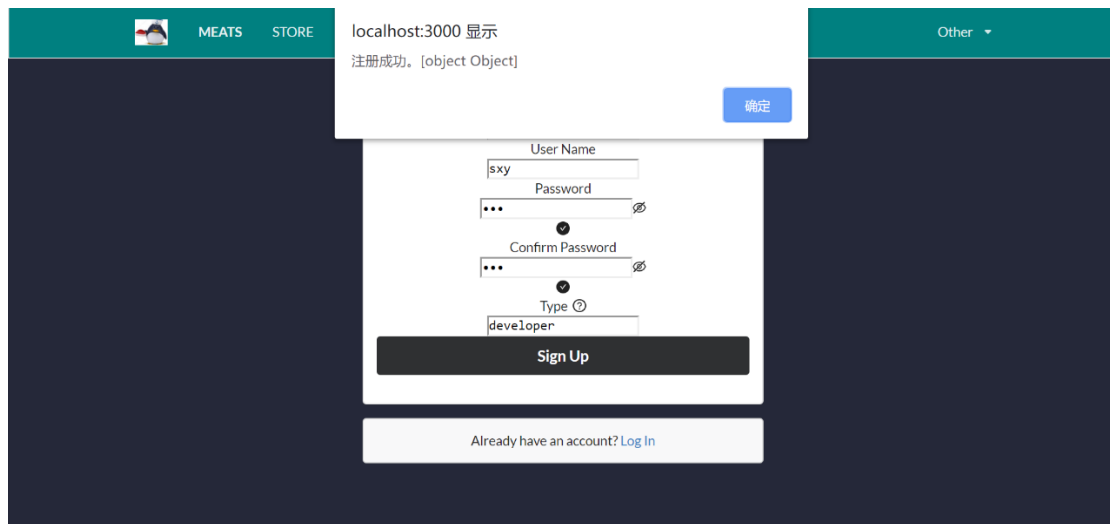 MEATS STORE Other
localhost:3000 显示
注册成功。[object Object]
确定
User Name
sxy
Password
•••
Confirm Password
•••
Type
developer
Sign Up
Already have an account? Log In